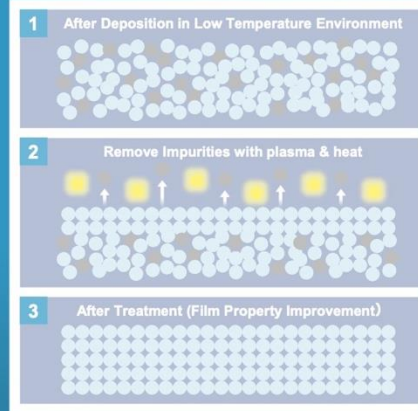 1
After Deposition in Low Temperature Environment
2
Remove Impurities with plasma & heat
3
After Treatment (Film Property Improvement)